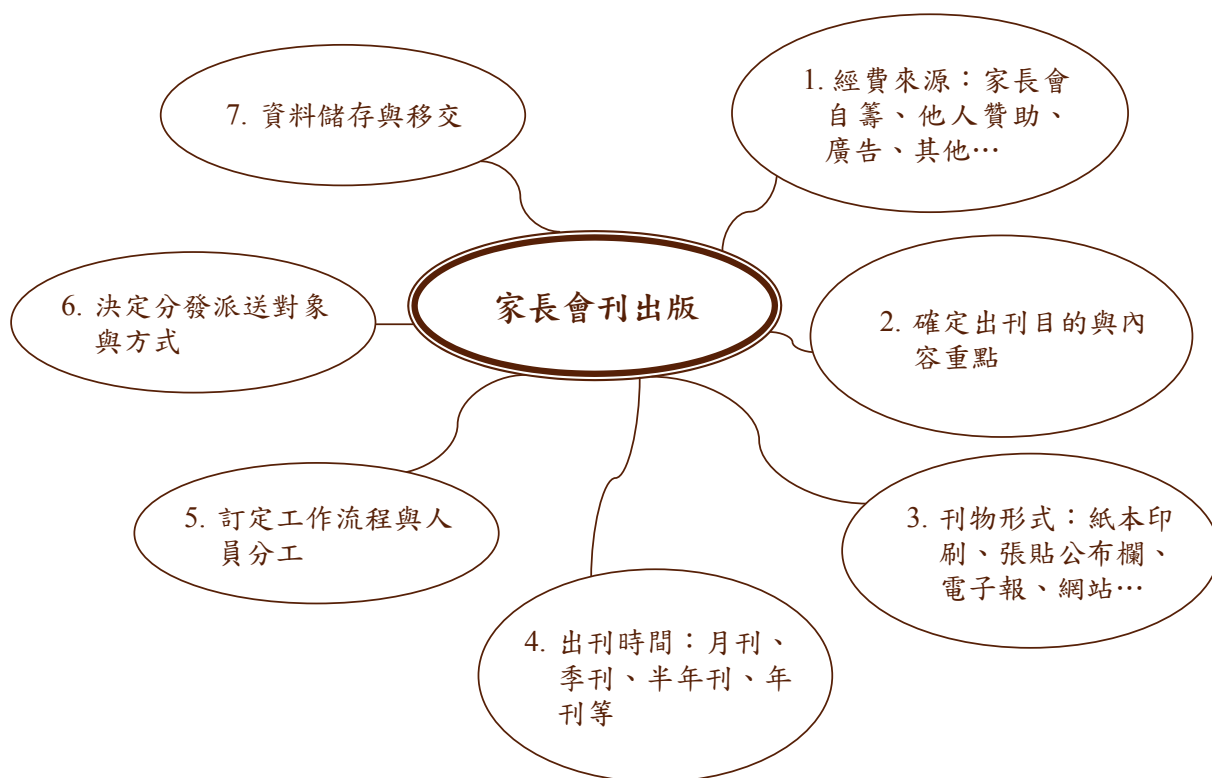 家長會刊出版
1. 經費來源：家長會
自籌、他人贊助、
廣告、其他…
2. 確定出刊目的與內
容重點
3. 刊物形式：紙本印
刷、張貼公布欄、
電子報、網站…
4. 出刊時間：月刊、
季刊、半年刊、年
刊等
5. 訂定工作流程與人
員分工
6. 決定分發派送對象
與方式
7. 資料儲存與移交